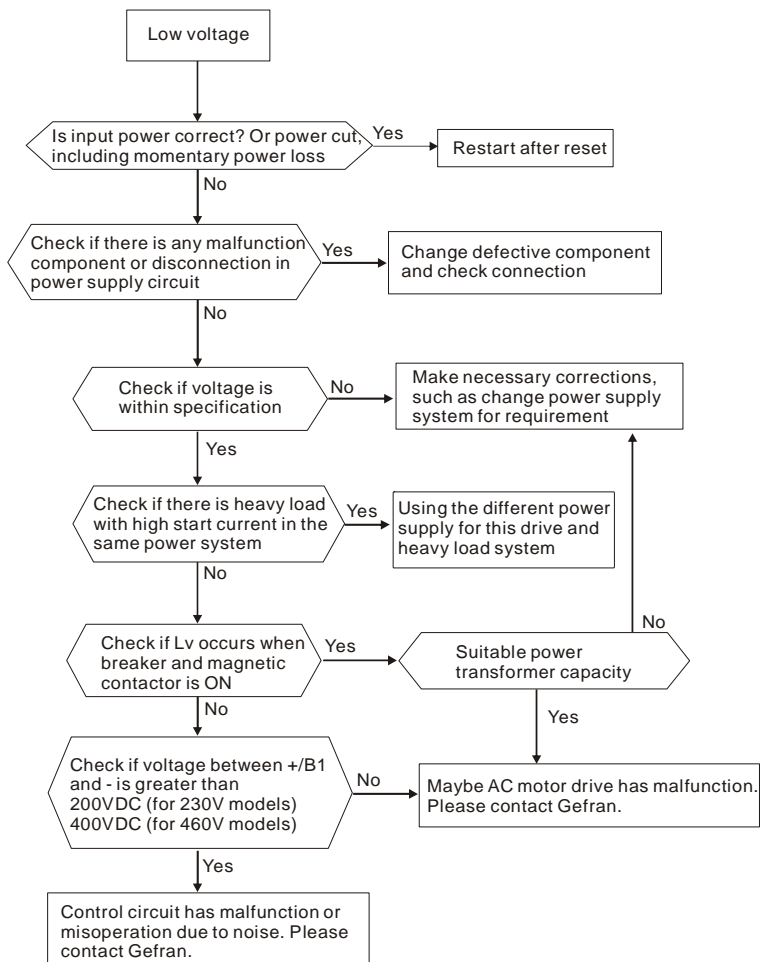 Low voltage
Is input power correct? Or power cut,
including momentary power loss
Yes
Restart after reset
No
Check if there is any malfunction
component or disconnection in
power supply circuit
Yes
Change defective component
and check connection
No
Check if voltage is
within specification
No
Make necessary corrections,
such as change power supply
system for requirement
Yes
Check if there is heavy load
with high start current in the
same power system
Yes
Using the different power
supply for this drive and
heavy load system
No
Check if Lv occurs when
breaker and magnetic
contactor is ON
Yes
Suitable power
transformer capacity
No
Yes
No
Check if voltage between +/B1
and - is greater than
200VDC (for 230V models)
400VDC (for 460V models)
No
Maybe AC motor drive has malfunction.
Please contact Gefran.
Yes
Control circuit has malfunction or
misoperation due to noise. Please
contact Gefran.